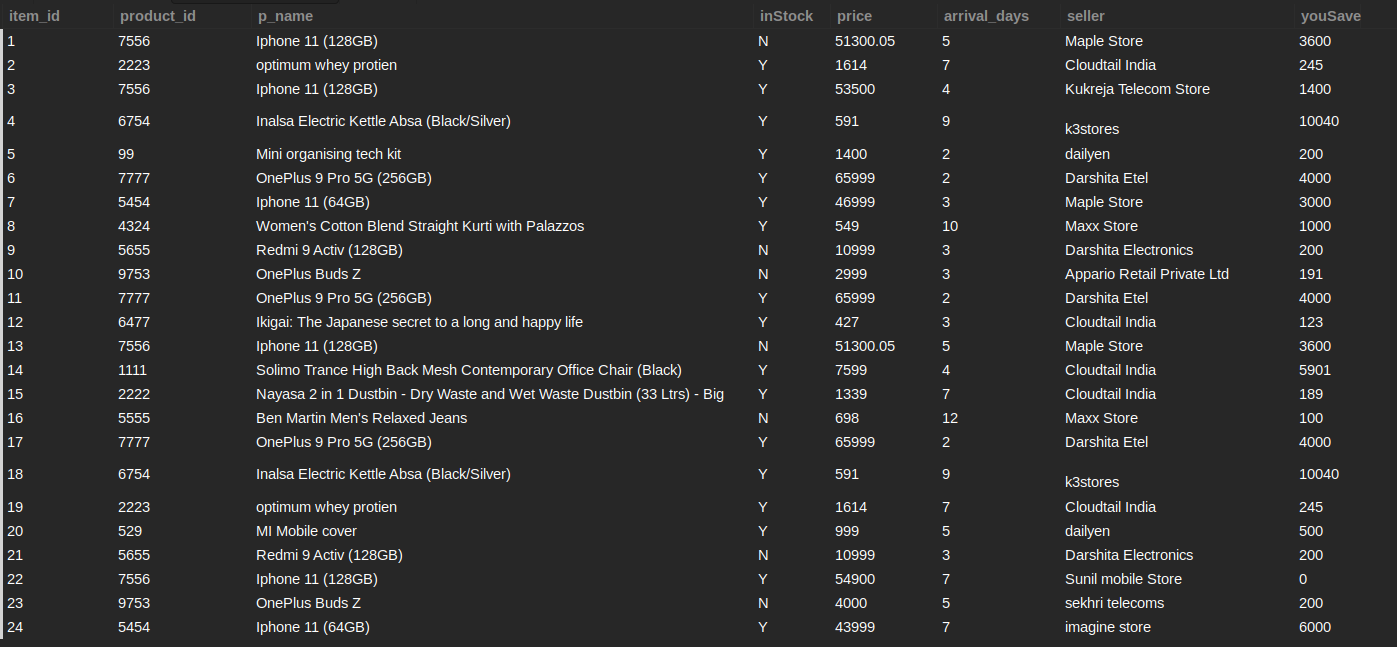 item_id product_id p_name inStock price arrival_days seller youSave
1 7556 Iphone 11 (128GB) N 51300.05 5 Maple Store 3600
2 2223 optimum whey protien Y 1614 7 Cloudtail India 245
3 7556 Iphone 11 (128GB) Y 53500 4 Kukreja Telecom Store 1400
4 6754 Inalsa Electric Kettle Absa (Black/Silver) Y 591 9 k3stores 10040
5 99 Mini organising tech kit Y 1400 2 dailyen 200
6 7777 OnePlus 9 Pro 5G (256GB) Y 65999 2 Darshita Etel 4000
7 5454 Iphone 11 (64GB) Y 46999 3 Maple Store 3000
8 4324 Women's Cotton Blend Straight Kurti with Palazzos Y 549 10 Maxx Store 1000
9 5655 Redmi 9 Activ (128GB) N 10999 3 Darshita Electronics 200
10 9753 OnePlus Buds Z N 2999 3 Appario Retail Private Ltd 191
11 7777 OnePlus 9 Pro 5G (256GB) Y 65999 2 Darshita Etel 4000
12 6477 Ikigai: The Japanese secret to a long and happy life Y 427 3 Cloudtail India 123
13 7556 Iphone 11 (128GB) N 51300.05 5 Maple Store 3600
14 1111 Solimo Trance High Back Mesh Contemporary Office Chair (Black) Y 7599 4 Cloudtail India 5901
15 2222 Nayasa 2 in 1 Dustbin - Dry Waste and Wet Waste Dustbin (33 Ltrs) - Big Y 1339 7 Cloudtail India 189
16 5555 Ben Martin Men's Relaxed Jeans N 698 12 Maxx Store 100
17 7777 OnePlus 9 Pro 5G (256GB) Y 65999 2 Darshita Etel 4000
18 6754 Inalsa Electric Kettle Absa (Black/Silver) Y 591 9 k3stores 10040
19 2223 optimum whey protien Y 1614 7 Cloudtail India 245
20 529 MI Mobile cover Y 999 5 dailyen 500
21 5655 Redmi 9 Activ (128GB) N 10999 3 Darshita Electronics 200
22 7556 Iphone 11 (128GB) Y 54900 7 Sunil mobile Store 0
23 9753 OnePlus Buds Z N 4000 5 sekhri telecoms 200
24 5454 Iphone 11 (64GB) Y 43999 7 imagine store 6000